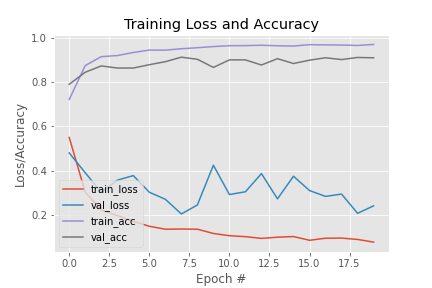 Training Loss and Accuracy
1.0
0.8
0.6
0.4
0.2
Loss/Accuracy
train_loss
val_loss
train_acc
val_acc
0.0 2.5 5.0 7.5 10.0 12.5 15.0 17.5
Epoch #